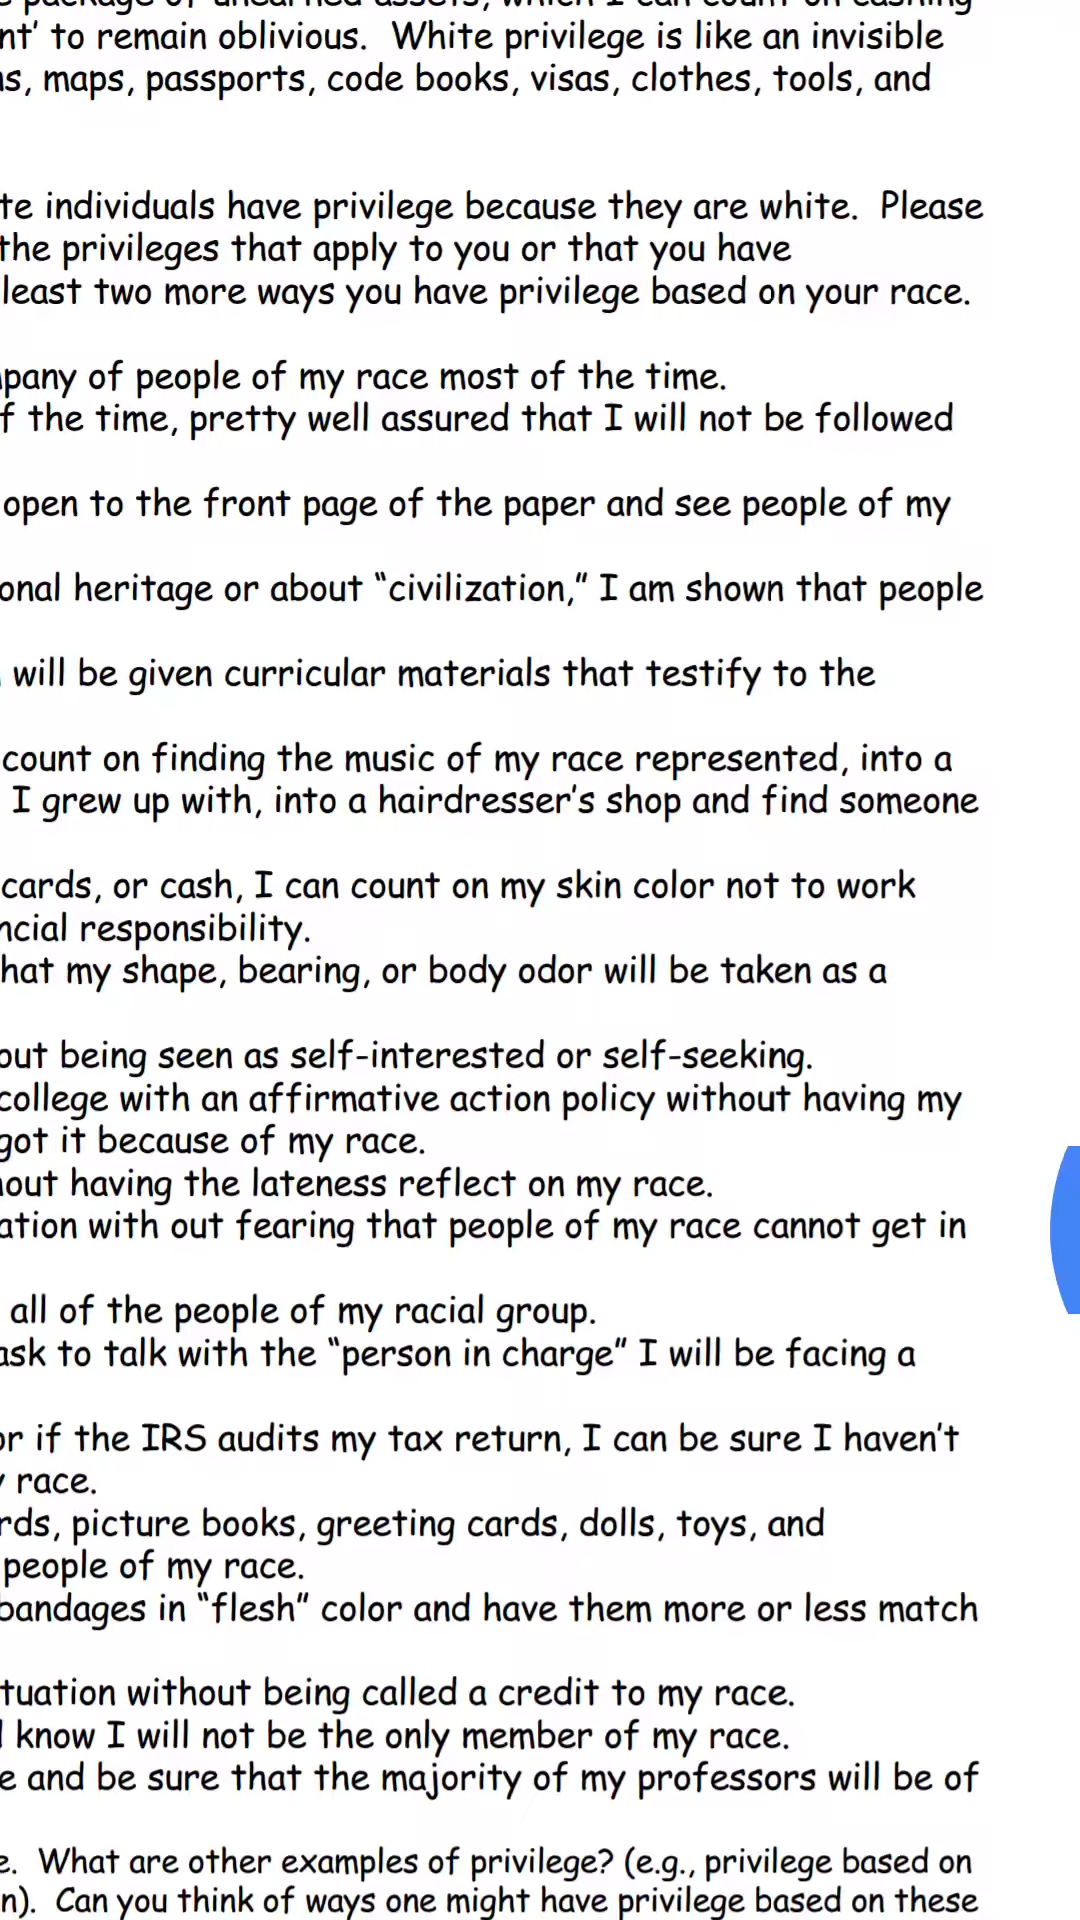 package of unearned assets, which I can count on cashing
nt' to remain oblivious. White privilege is like an invisible
s, maps, passports, code books, visas, clothes, tools, and
te individuals have privilege because they are white. Please
the privileges that apply to you or that you have
least two more ways you have privilege based on your race.
pany of people of my race most of the time.
f the time, pretty well assured that I will not be followed
open to the front page of the paper and see people of my
onal heritage or about “civilization,” I am shown that people
will be given curricular materials that testify to the
count on finding the music of my race represented, into a
I grew up with, into a hairdresser’s shop and find someone
cards, or cash, I can count on my skin color not to work
ncial responsibility.
hat my shape, bearing, or body odor will be taken as a
out being seen as self-interested or self-seeking.
college with an affirmative action policy without having my
got it because of my race.
out having the lateness reflect on my race.
ation with out fearing that people of my race cannot get in
all of the people of my racial group.
ask to talk with the “person in charge” I will be facing a
or if the IRS audits my tax return, I can be sure I haven’t
y race.
rds, picture books, greeting cards, dolls, toys, and
people of my race.
bandages in “flesh” color and have them more or less match
tuation without being called a credit to my race.
know I will not be the only member of my race.
e and be sure that the majority of my professors will be of
e. What are other examples of privilege? (e.g., privilege based on
n). Can you think of ways one might have privilege based on these